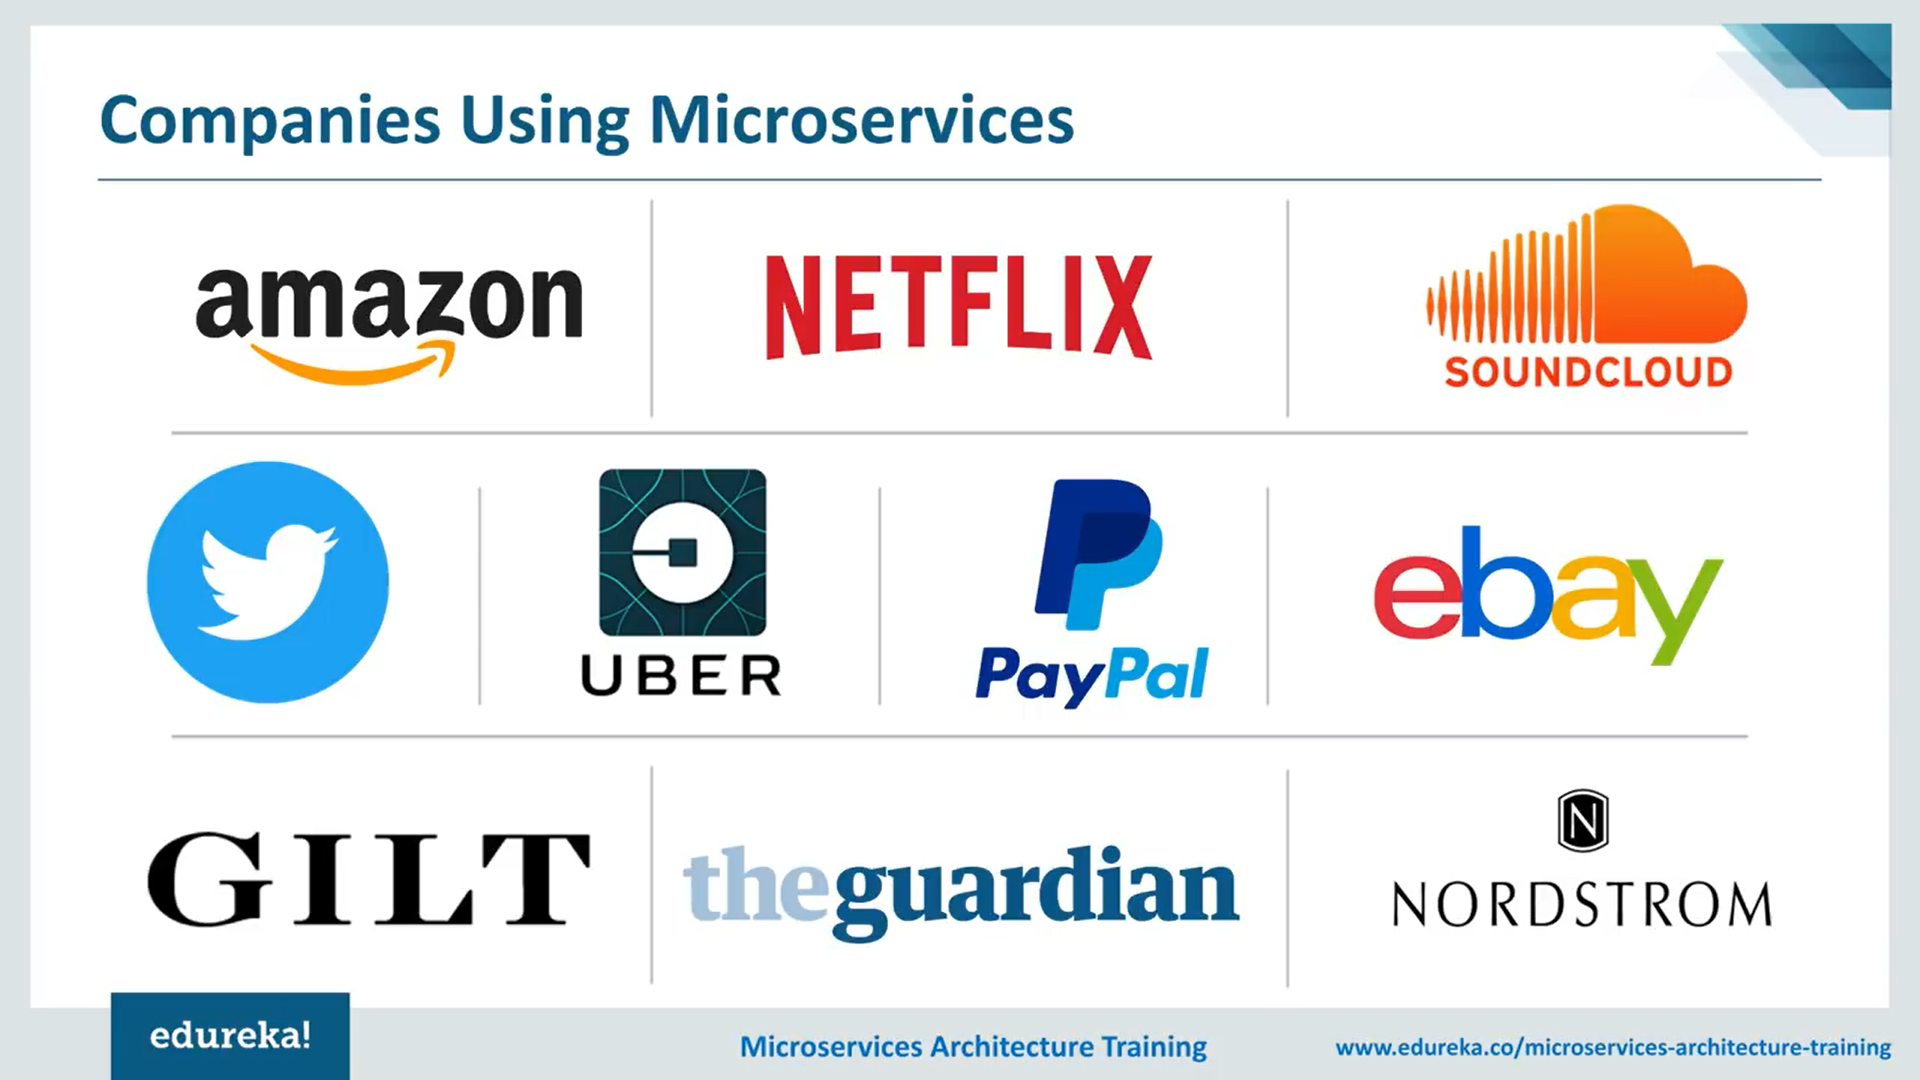 Companies Using Microservices
amazon
NETFLIX
SOUNDCLOUD
UBER
PayPal
ebay
GILT
theguardian
N
NORDSTROM
edureka!
Microservices Architecture Training
www.edureka.co/microservices-architecture-training